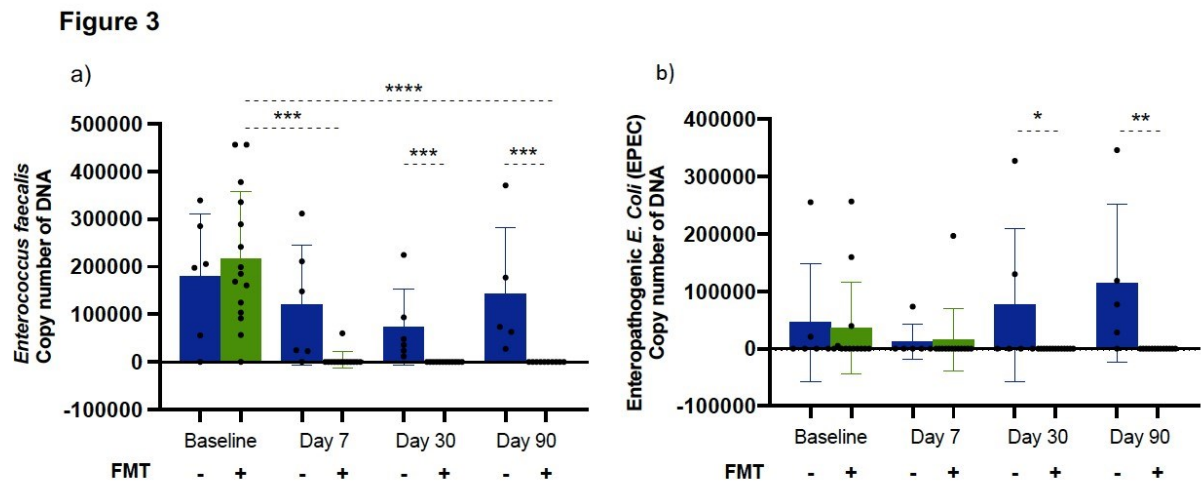 Figure 3
a)
****
***
***
***
Enterococcus faecalis
Copy number of DNA
500000
400000
300000
200000
100000
0
-100000
Baseline Day 7 Day 30 Day 90
FMT - + - + - + - +
b)
*
**
Enteropathogenic E. Coli (EPEC)
Copy number of DNA
400000
300000
200000
100000
0
-100000
Baseline Day 7 Day 30 Day 90
FMT - + - + - + - +